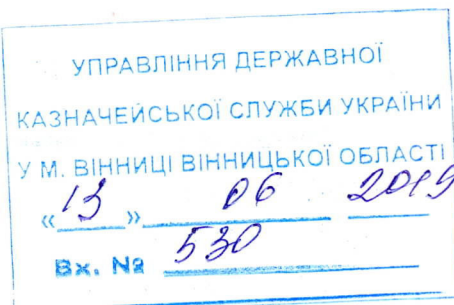 УПРАВЛІННЯ ДЕРЖАВНОЇ
КАЗНАЧЕЙСЬКОЇ СЛУЖБИ УКРАЇНИ
У М. ВІННИЦІ ВІННИЦЬКОЇ ОБЛАСТІ
«13» 06 2019
Вх. № 530